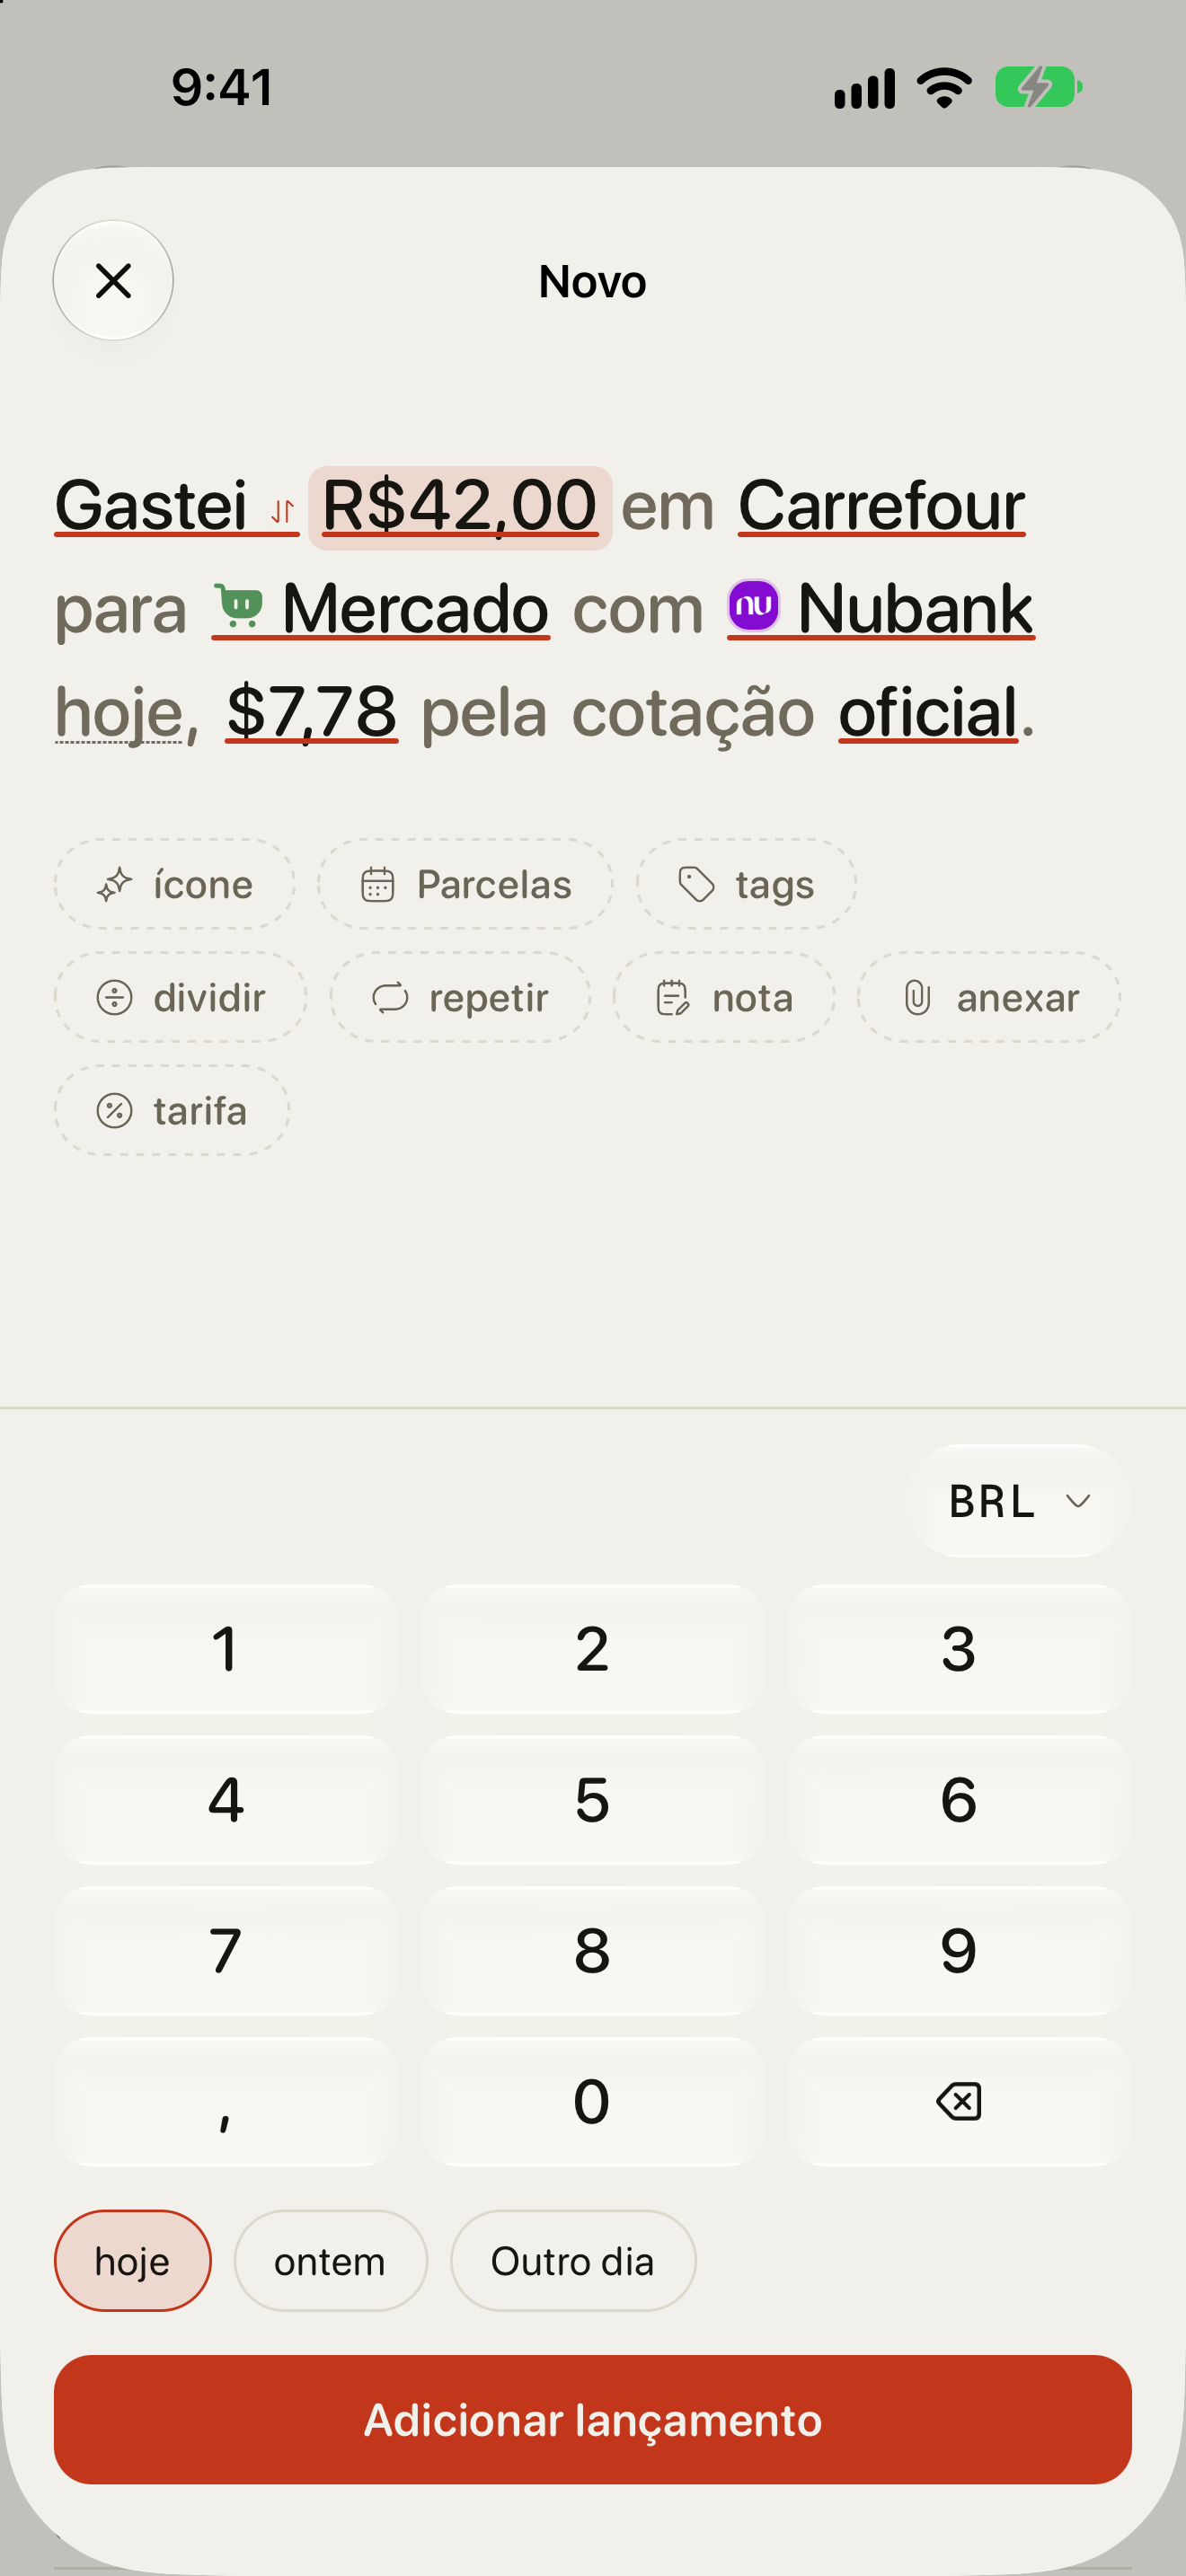 9:41
Novo
Gastei R$42,00 em Carrefour
para Mercado com nu Nubank
hoje, $7,78 pela cotação oficial.
ícone Parcelas tags
dividir repetir nota anexar
tarifa
BRL
1 2 3
4 5 6
7 8 9
, 0
hoje ontem Outro dia
Adicionar lançamento